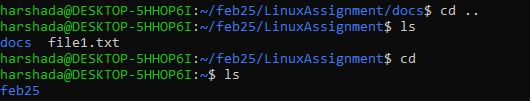 harshada@DESKTOP-5HHOP6I:~/feb25/LinuxAssignment/docs$ cd ..
harshada@DESKTOP-5HHOP6I:~/feb25/LinuxAssignment$ ls
docs  file1.txt
harshada@DESKTOP-5HHOP6I:~/feb25/LinuxAssignment$ cd
harshada@DESKTOP-5HHOP6I:~$ ls
feb25